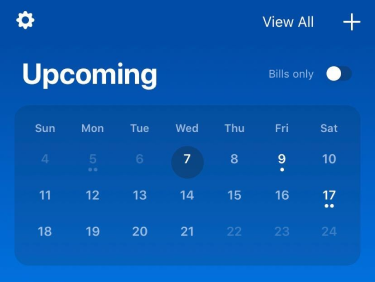 View All
Upcoming
Bills only
Sun Mon Tue Wed Thu Fri Sat
4 5 6 7 8 9 10
11 12 13 14 15 16 17
18 19 20 21 22 23 24